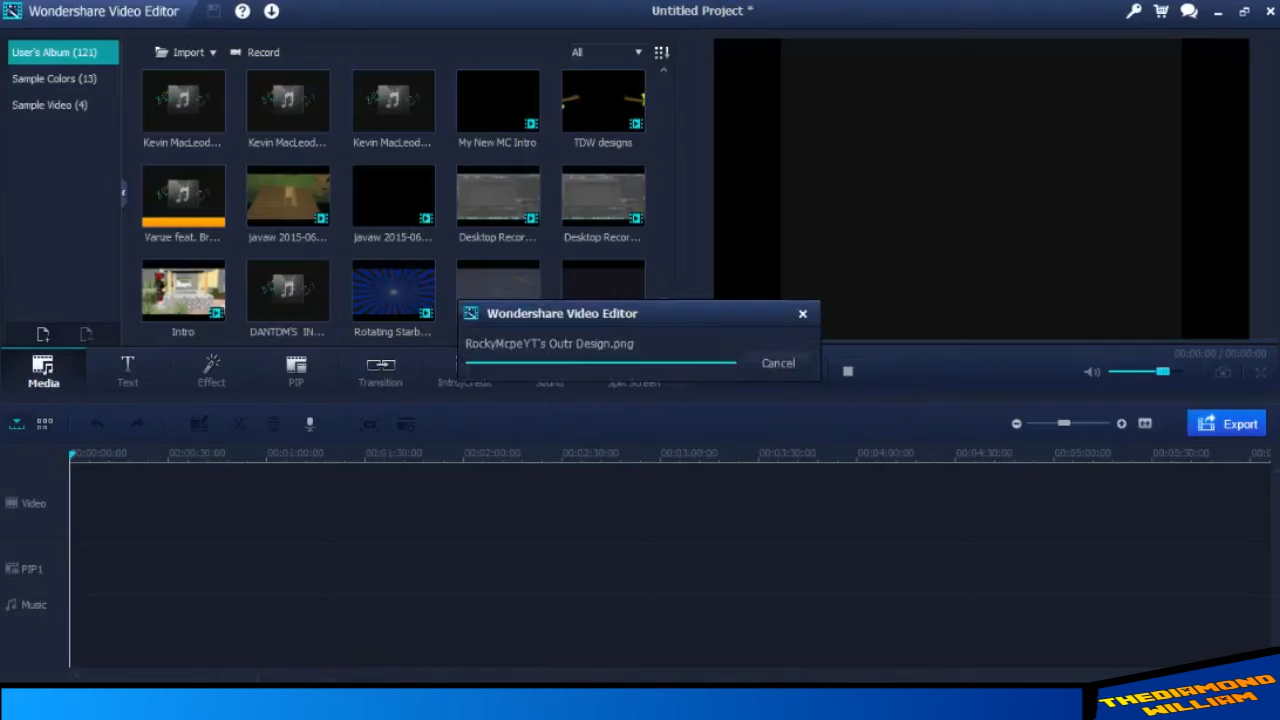 Wondershare Video Editor
Untitled Project *
User's Album (121)
Import
Record
All
Sample Colors (13)
Sample Video (4)
Kevin MacLeod...
Kevin MacLeod...
Kevin MacLeod...
My New MC Intro
TDW designs
Vanze feat. Br...
javaw 2015-06...
javaw 2015-06...
Desktop Recor...
Desktop Recor...
Intro
DANTDM'S IN...
Rotating Starb...
Wondershare Video Editor
RockyMcpeYT's Outr Design.png
Cancel
00:00:00 / 00:00:00
Media
Text
Effect
PIP
Transition
Intro/Credit
Sound
Split Screen
Export
00:00:00:00
00:00:30:00
00:01:00:00
00:01:30:00
00:02:00:00
00:02:30:00
00:03:00:00
00:03:30:00
00:04:00:00
00:04:30:00
00:05:00:00
00:05:30:00
Video
PIP1
Music
THEDIAMOND
WILLIAM